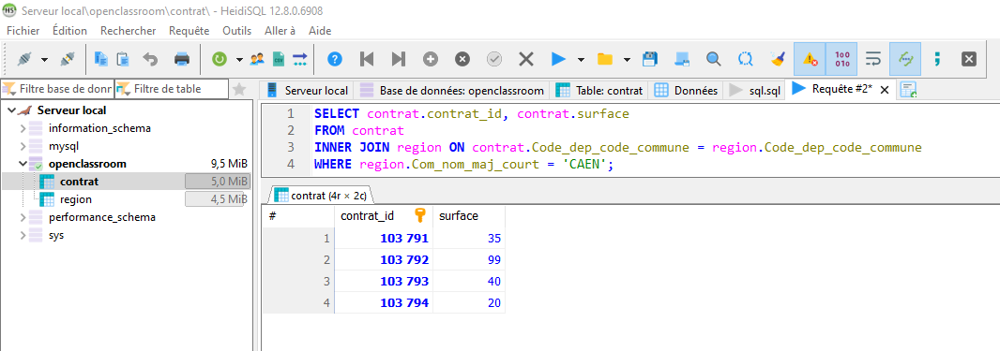 Serveur local\openclassroom\contrat\ - HeidiSQL 12.8.0.6908
Fichier Édition Rechercher Requête Outils Aller à Aide
Filtre base de donn Filtre de table
Serveur local Base de données: openclassroom Table: contrat Données sql.sql Requête #2*
Serveur local
information_schema
mysql
openclassroom 9,5 MiB
contrat 5,0 MiB
region 4,5 MiB
performance_schema
sys
1 SELECT contrat.contrat_id, contrat.surface
2 FROM contrat
3 INNER JOIN region ON contrat.Code_dep_code_commune = region.Code_dep_code_commune
4 WHERE region.Com_nom_maj_court = 'CAEN';
contrat (4r × 2c)
# contrat_id surface
1 103 791 35
2 103 792 99
3 103 793 40
4 103 794 20